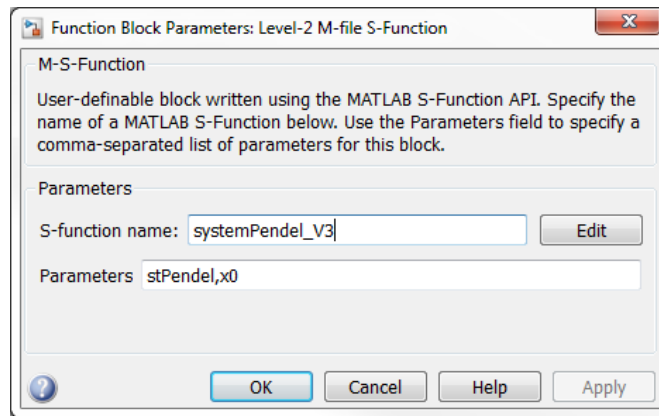 Function Block Parameters: Level-2 M-file S-Function
M-S-Function
User-definable block written using the MATLAB S-Function API. Specify the
name of a MATLAB S-Function below. Use the Parameters field to specify a
comma-separated list of parameters for this block.
Parameters
S-function name: systemPendel_V3 Edit
Parameters stPendel,x0
OK Cancel Help Apply